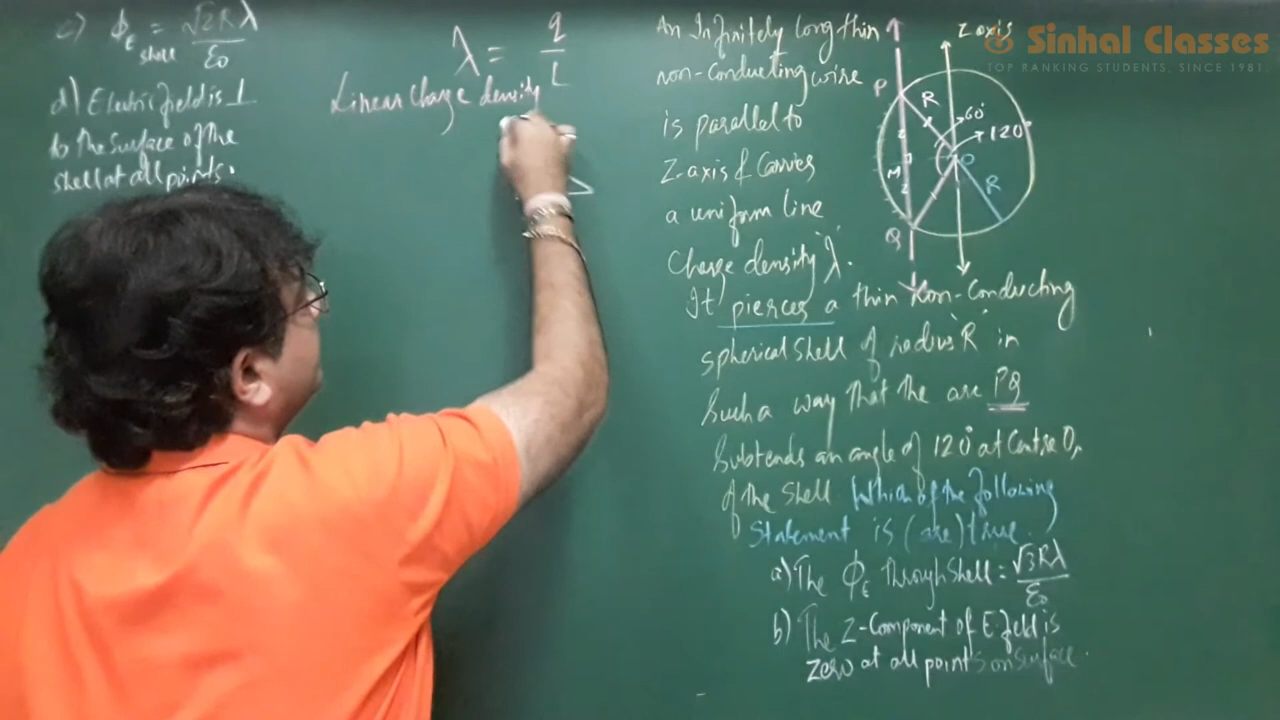 c) ϕE shell = √2Rλ / ε0
d) Electric field is ⊥
to the surface of the
shell at all points.
λ = q / L
Linear Charge density
An Infinitely long thin
non-conducting wire
is parallel to
Z-axis & Carries
a uniform line
Charge density 'λ'.
It pierces a thin Non-Conducting
Spherical Shell of radius 'R' in
Such a way that the arc PQ
Subtends an angle of 120° at Centre O,
of the Shell Which of the following
Statement is (are) true.
a) The ϕE Through Shell = √3Rλ / ε0
b) The Z-Component of E.field is
zero at all points on surface.
Z axis
P
R
60°
120°
O
M
R
Q
Sinhal Classes
TOP RANKING STUDENTS, SINCE 1981